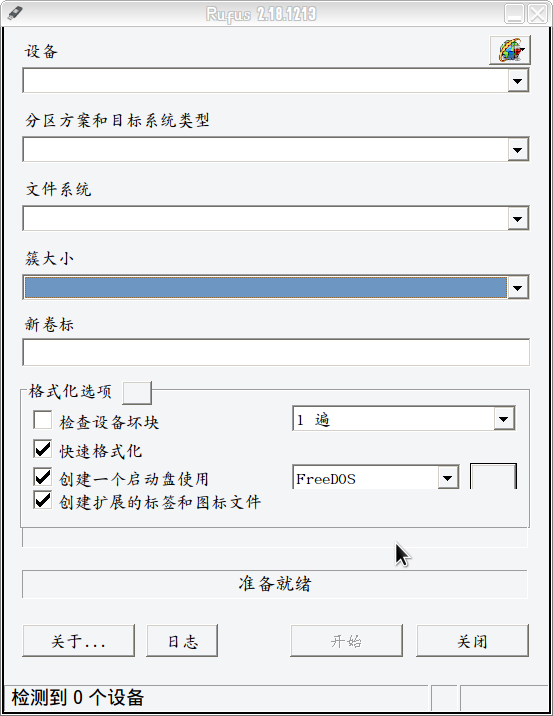 Rufus 2.18.1213
设备
分区方案和目标系统类型
文件系统
簇大小
新卷标
格式化选项
检查设备坏块
1 遍
快速格式化
创建一个启动盘使用
FreeDOS
创建扩展的标签和图标文件
准备就绪
关于...
日志
开始
关闭
检测到 0 个设备